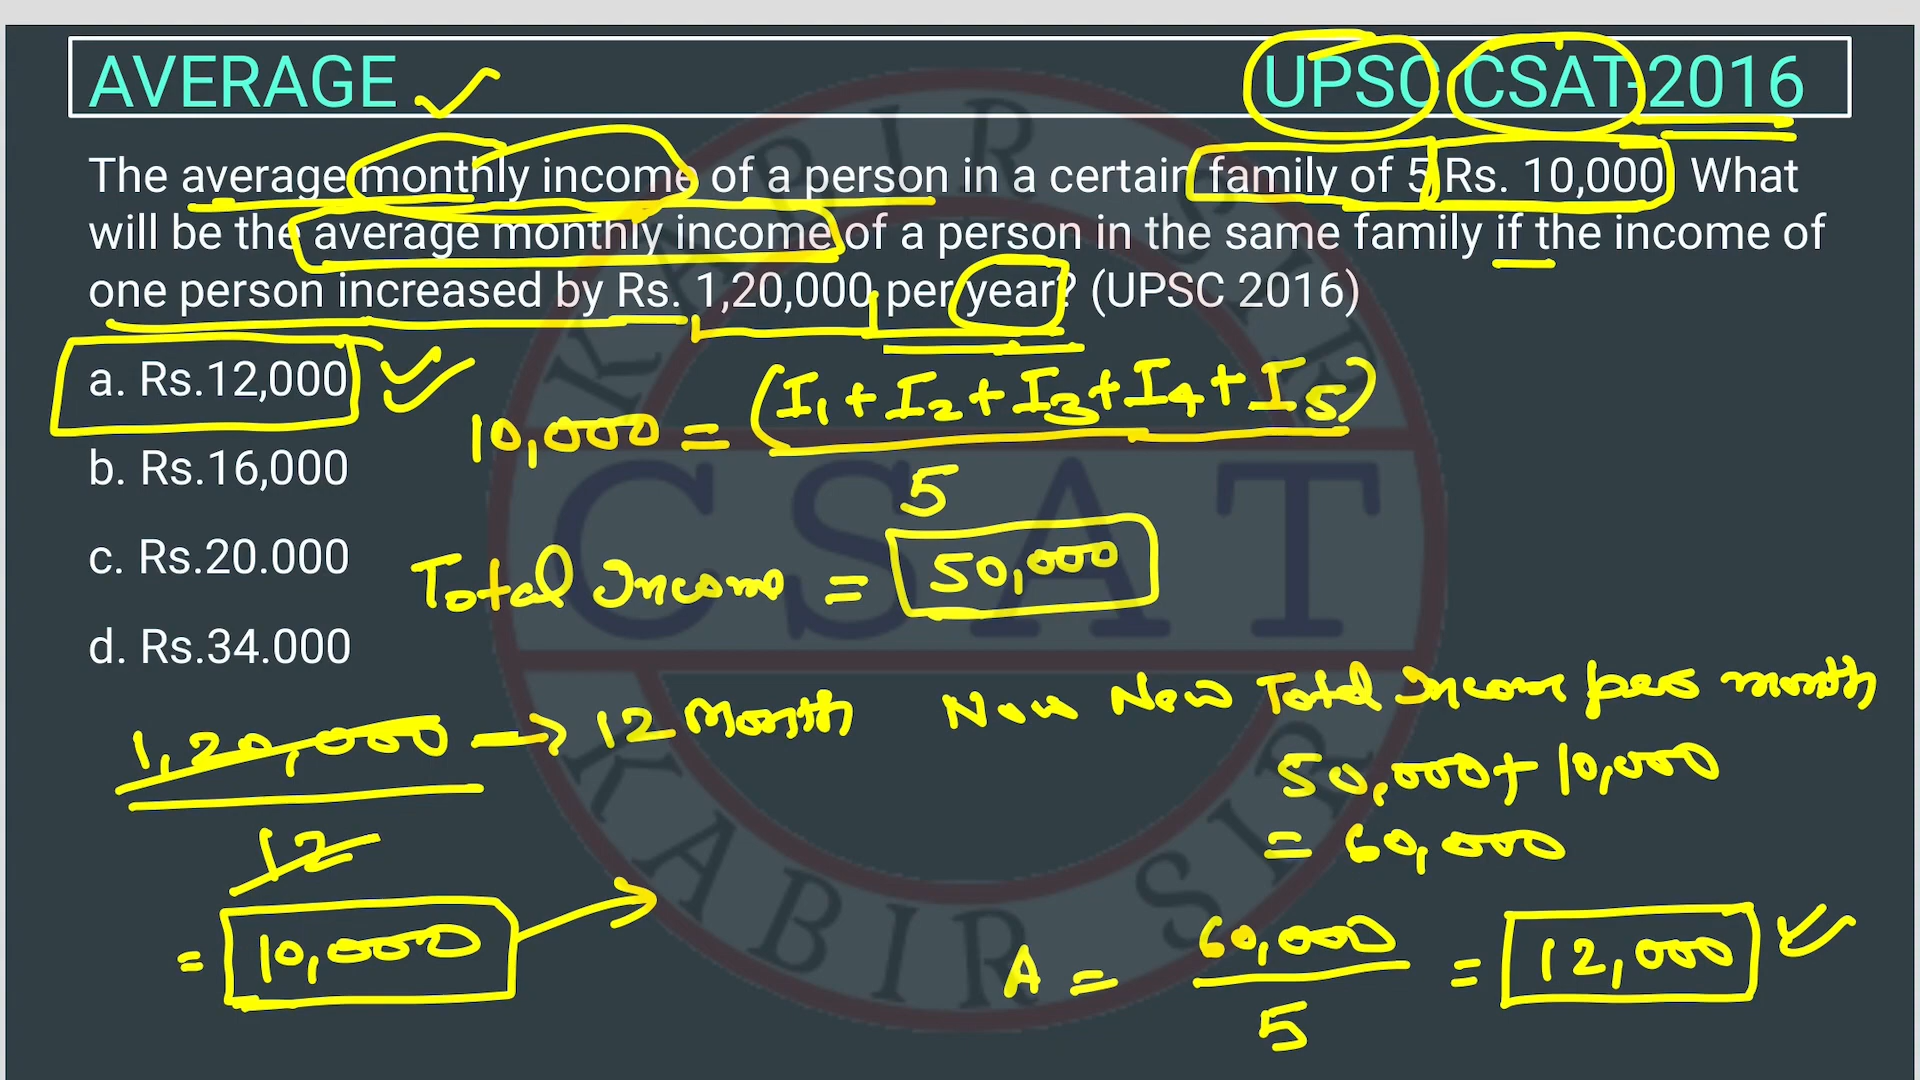 AVERAGE UPSC CSAT-2016
The average monthly income of a person in a certain family of 5 Rs. 10,000. What
will be the average monthly income of a person in the same family if the income of
one person increased by Rs. 1,20,000 per year? (UPSC 2016)
a. Rs.12,000
10,000 = (I1 + I2 + I3 + I4 + I5)
5
b. Rs.16,000
c. Rs.20.000
Total Income = 50,000
d. Rs.34.000
1,20,000 → 12 Month
12
= 10,000
Now New Total Income per month
50,000 + 10,000
= 60,000
A = 60,000 = 12,000
5
KABIR SIR
CSAT
KABIR SIR